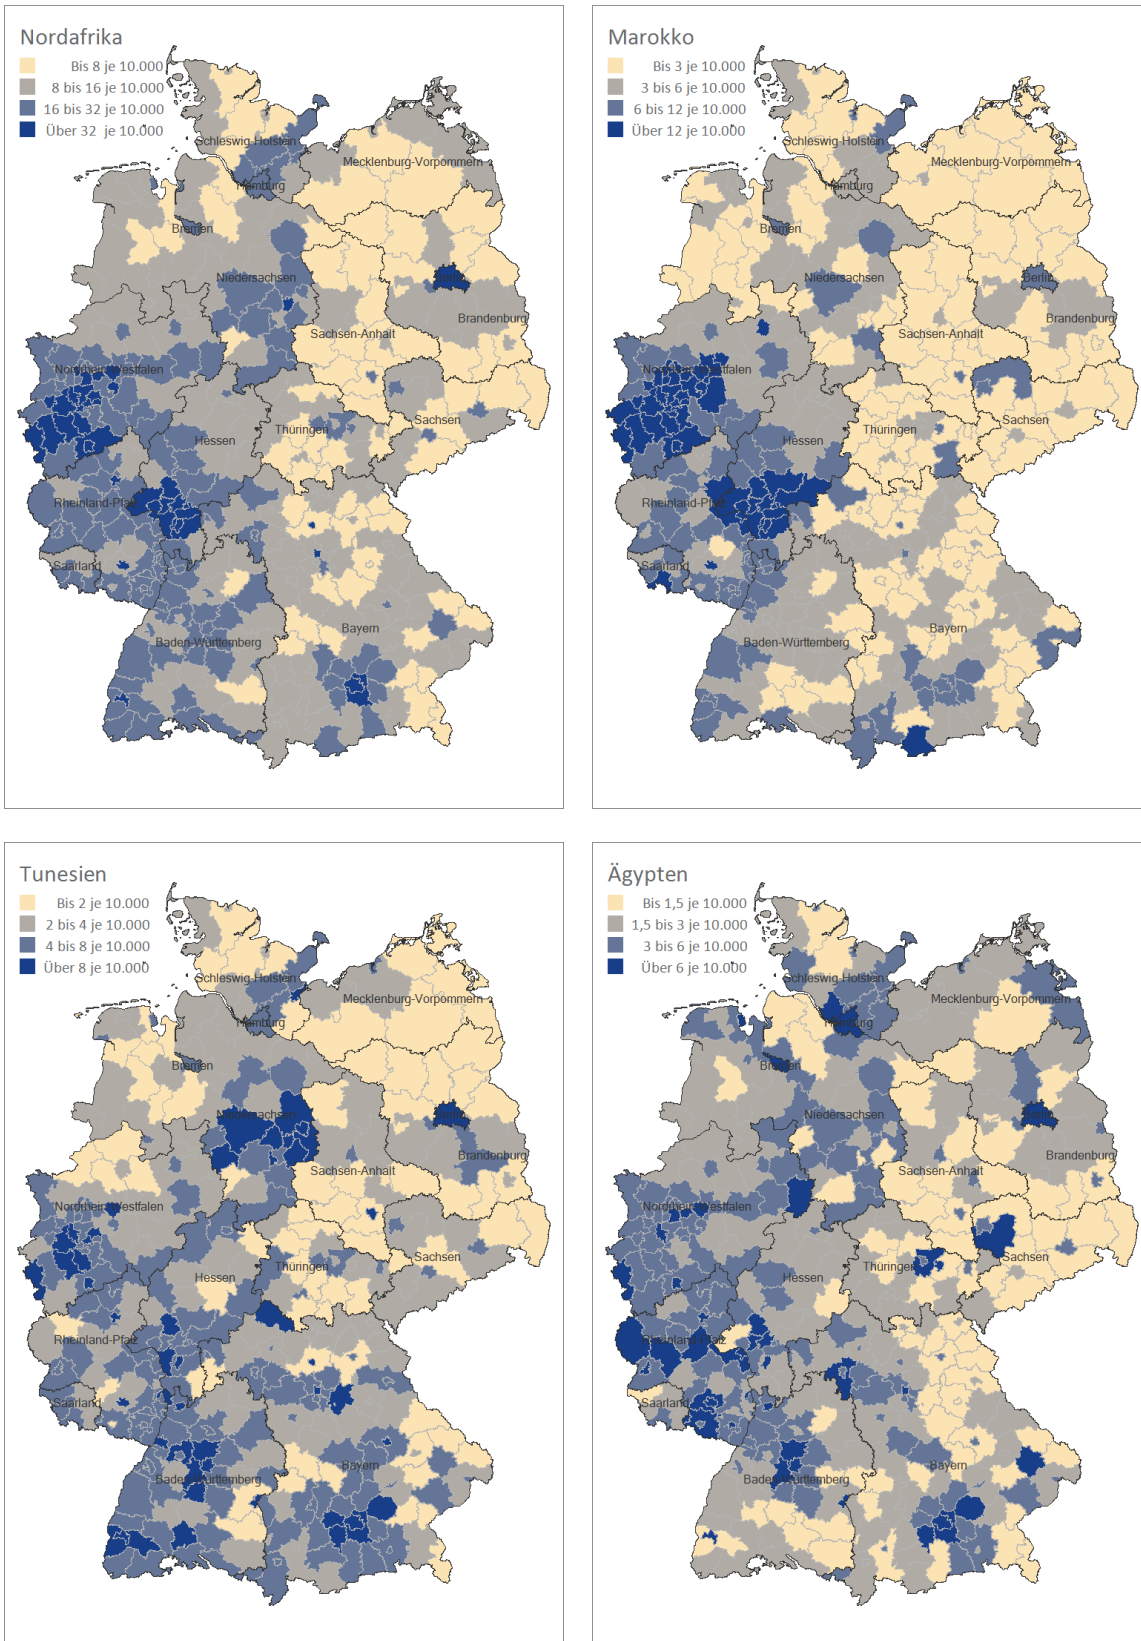 Nordafrika
Bis 8 je 10.000
8 bis 16 je 10.000
16 bis 32 je 10.000
Über 32 je 10.000
Schleswig-Holstein
Mecklenburg-Vorpommern
Hamburg
Bremen
Niedersachsen
Berlin
Brandenburg
Sachsen-Anhalt
Nordrhein-Westfalen
Sachsen
Hessen
Thüringen
Rheinland-Pfalz
Saarland
Bayern
Baden-Württemberg
Marokko
Bis 3 je 10.000
3 bis 6 je 10.000
6 bis 12 je 10.000
Über 12 je 10.000
Schleswig-Holstein
Mecklenburg-Vorpommern
Hamburg
Bremen
Niedersachsen
Berlin
Brandenburg
Sachsen-Anhalt
Nordrhein-Westfalen
Sachsen
Hessen
Thüringen
Rheinland-Pfalz
Saarland
Bayern
Baden-Württemberg
Tunesien
Bis 2 je 10.000
2 bis 4 je 10.000
4 bis 8 je 10.000
Über 8 je 10.000
Schleswig-Holstein
Mecklenburg-Vorpommern
Hamburg
Bremen
Niedersachsen
Berlin
Brandenburg
Sachsen-Anhalt
Nordrhein-Westfalen
Sachsen
Hessen
Thüringen
Rheinland-Pfalz
Saarland
Bayern
Baden-Württemberg
Ägypten
Bis 1,5 je 10.000
1,5 bis 3 je 10.000
3 bis 6 je 10.000
Über 6 je 10.000
Schleswig-Holstein
Mecklenburg-Vorpommern
Hamburg
Bremen
Niedersachsen
Berlin
Brandenburg
Sachsen-Anhalt
Nordrhein-Westfalen
Sachsen
Hessen
Thüringen
Rheinland-Pfalz
Saarland
Bayern
Baden-Württemberg